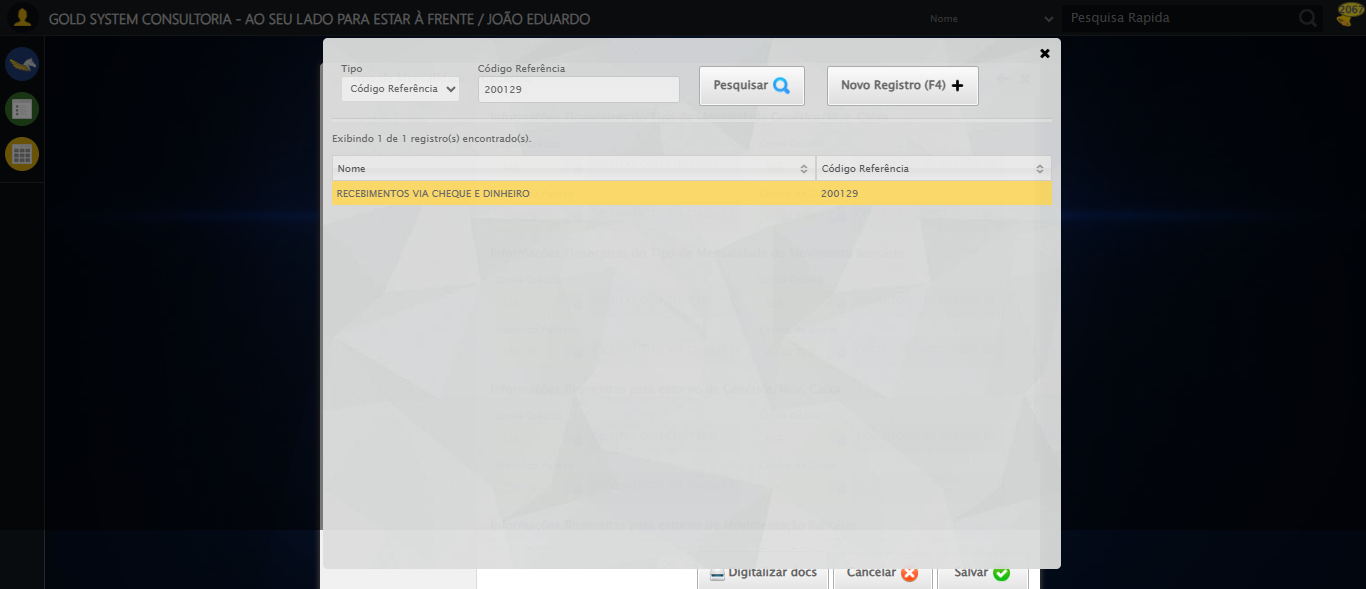 GOLD SYSTEM CONSULTORIA - AO SEU LADO PARA ESTAR À FRENTE / JOÃO EDUARDO
Nome
Pesquisa Rapida
2067
Tipo
Código Referência
Código Referência
200129
Pesquisar
Novo Registro (F4)
Exibindo 1 de 1 registro(s) encontrado(s).
Nome
Código Referência
RECEBIMENTOS VIA CHEQUE E DINHEIRO
200129
Digitalizar docs
Cancelar
Salvar